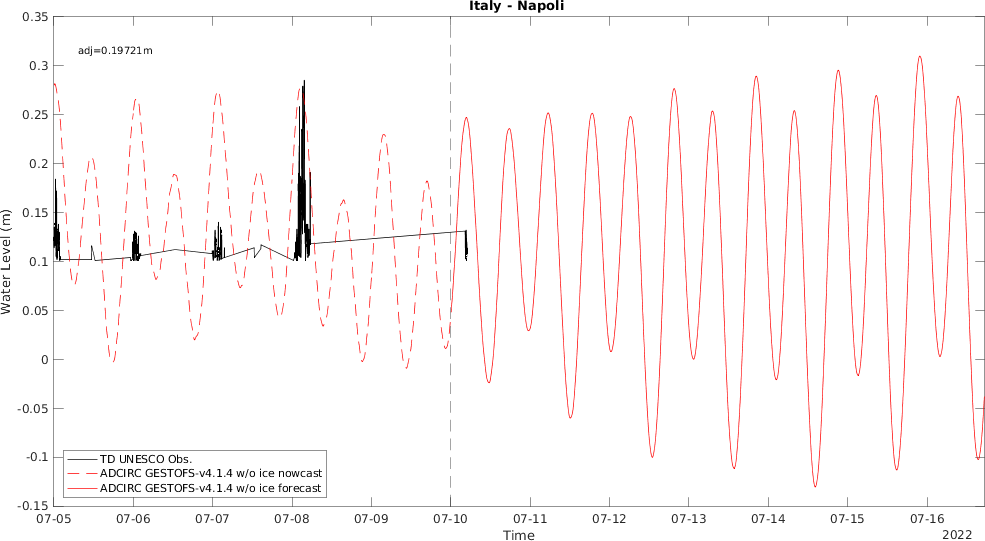 Italy - Napoli
adj=0.19721m
Water Level (m)
0.35
0.3
0.25
0.2
0.15
0.1
0.05
0
-0.05
-0.1
-0.15
TD UNESCO Obs.
ADCIRC GESTOFS-v4.1.4 w/o ice nowcast
ADCIRC GESTOFS-v4.1.4 w/o ice forecast
07-05 07-06 07-07 07-08 07-09 07-10 07-11 07-12 07-13 07-14 07-15 07-16
Time
2022